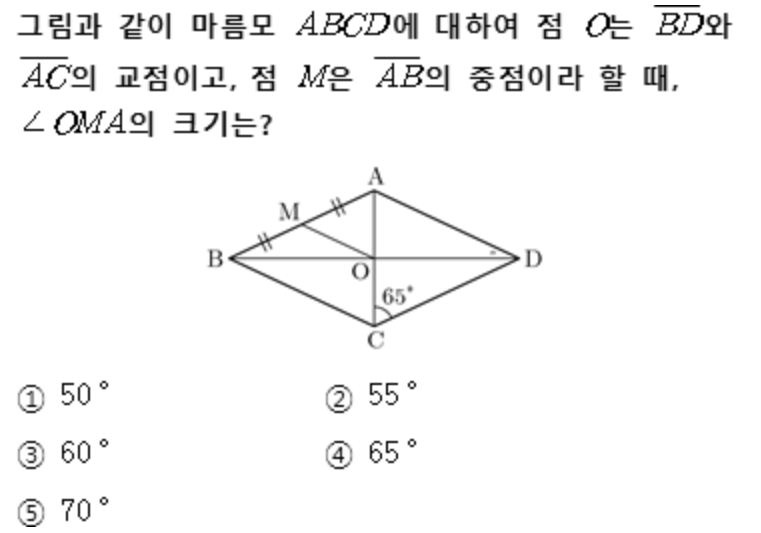 그림과 같이 마름모 ABCD에 대하여 점 O는 BD와
AC의 교점이고, 점 M은 AB의 중점이라 할 때,
∠OMA의 크기는?
A
M
B
O
D
65°
C
① 50° ② 55°
③ 60° ④ 65°
⑤ 70°